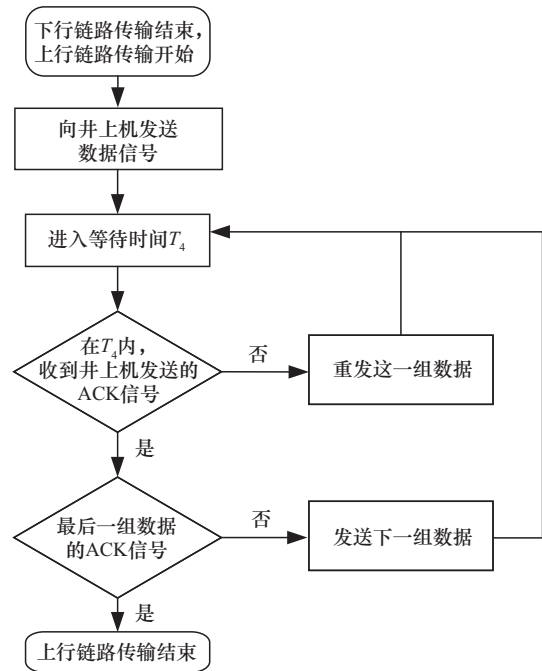 下行链路传输结束，
上行链路传输开始
向井上机发送
数据信号
进入等待时间T₄
在T₄内，
收到井上机发送的
ACK信号
否
重发这一组数据
是
最后一组数据
的ACK信号
否
发送下一组数据
是
上行链路传输结束